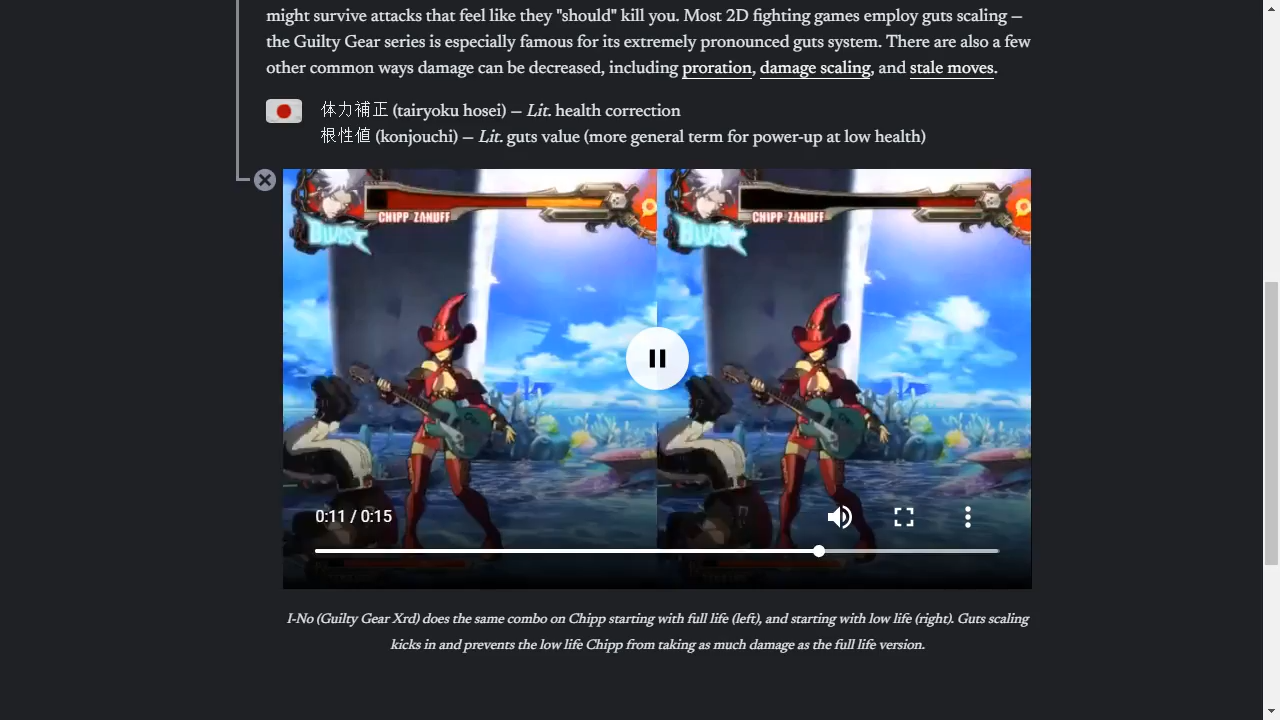 might survive attacks that feel like they "should" kill you. Most 2D fighting games employ guts scaling —
the Guilty Gear series is especially famous for its extremely pronounced guts system. There are also a few
other common ways damage can be decreased, including proration, damage scaling, and stale moves.
体力補正 (tairyoku hosei) — Lit. health correction
根性値 (konjouchi) — Lit. guts value (more general term for power-up at low health)
CHIPP ZANUFF
CHIPP ZANUFF
BURST
BURST
0:11 / 0:15
I-No (Guilty Gear Xrd) does the same combo on Chipp starting with full life (left), and starting with low life (right). Guts scaling
kicks in and prevents the low life Chipp from taking as much damage as the full life version.